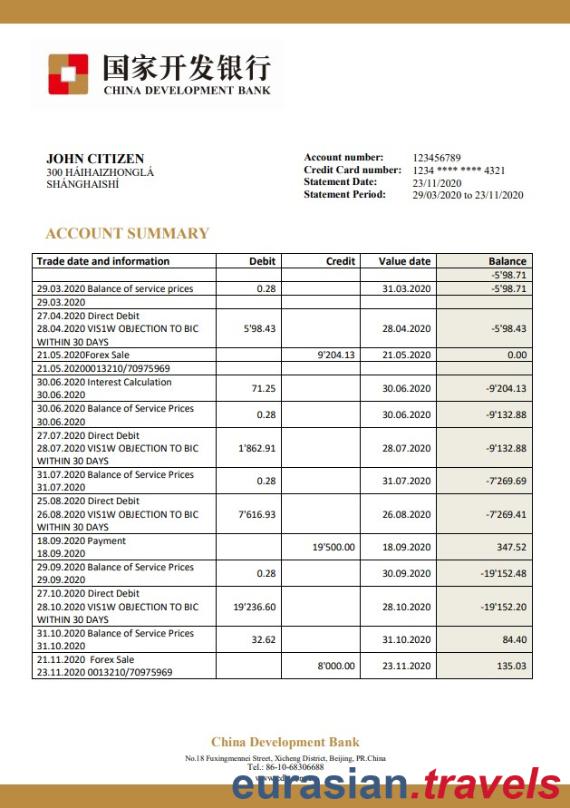 国家开发银行
CHINA DEVELOPMENT BANK
JOHN CITIZEN
300 HÁIHAIZHONGLÁ
SHÁNGHAISHÍ
Account number: 123456789
Credit Card number: 1234 **** **** 4321
Statement Date: 23/11/2020
Statement Period: 29/03/2020 to 23/11/2020
ACCOUNT SUMMARY
Trade date and information Debit Credit Value date Balance
-5'98.71
29.03.2020 Balance of service prices 0.28 31.03.2020 -5'98.71
29.03.2020
27.04.2020 Direct Debit
28.04.2020 VIS1W OBJECTION TO BIC 5'98.43 28.04.2020 -5'98.43
WITHIN 30 DAYS
21.05.2020Forex Sale 9'204.13 21.05.2020 0.00
21.05.20200013210/70975969
30.06.2020 Interest Calculation
30.06.2020 71.25 30.06.2020 -9'204.13
30.06.2020 Balance of Service Prices
30.06.2020 0.28 30.06.2020 -9'132.88
27.07.2020 Direct Debit
28.07.2020 VIS1W OBJECTION TO BIC 1'862.91 28.07.2020 -9'132.88
WITHIN 30 DAYS
31.07.2020 Balance of Service Prices
31.07.2020 0.28 31.07.2020 -7'269.69
25.08.2020 Direct Debit
26.08.2020 VIS1W OBJECTION TO BIC 7'616.93 26.08.2020 -7'269.41
WITHIN 30 DAYS
18.09.2020 Payment
18.09.2020 19'500.00 18.09.2020 347.52
29.09.2020 Balance of Service Prices
29.09.2020 0.28 30.09.2020 -19'152.48
27.10.2020 Direct Debit
28.10.2020 VIS1W OBJECTION TO BIC 19'236.60 28.10.2020 -19'152.20
WITHIN 30 DAYS
31.10.2020 Balance of Service Prices
31.10.2020 32.62 31.10.2020 84.40
21.11.2020 Forex Sale
23.11.2020 0013210/70975969 8'000.00 23.11.2020 135.03
China Development Bank
No.18 Fuxingmennei Street, Xicheng District, Beijing, PR.China
Tel.: 86-10-68306688
eurasian.travels